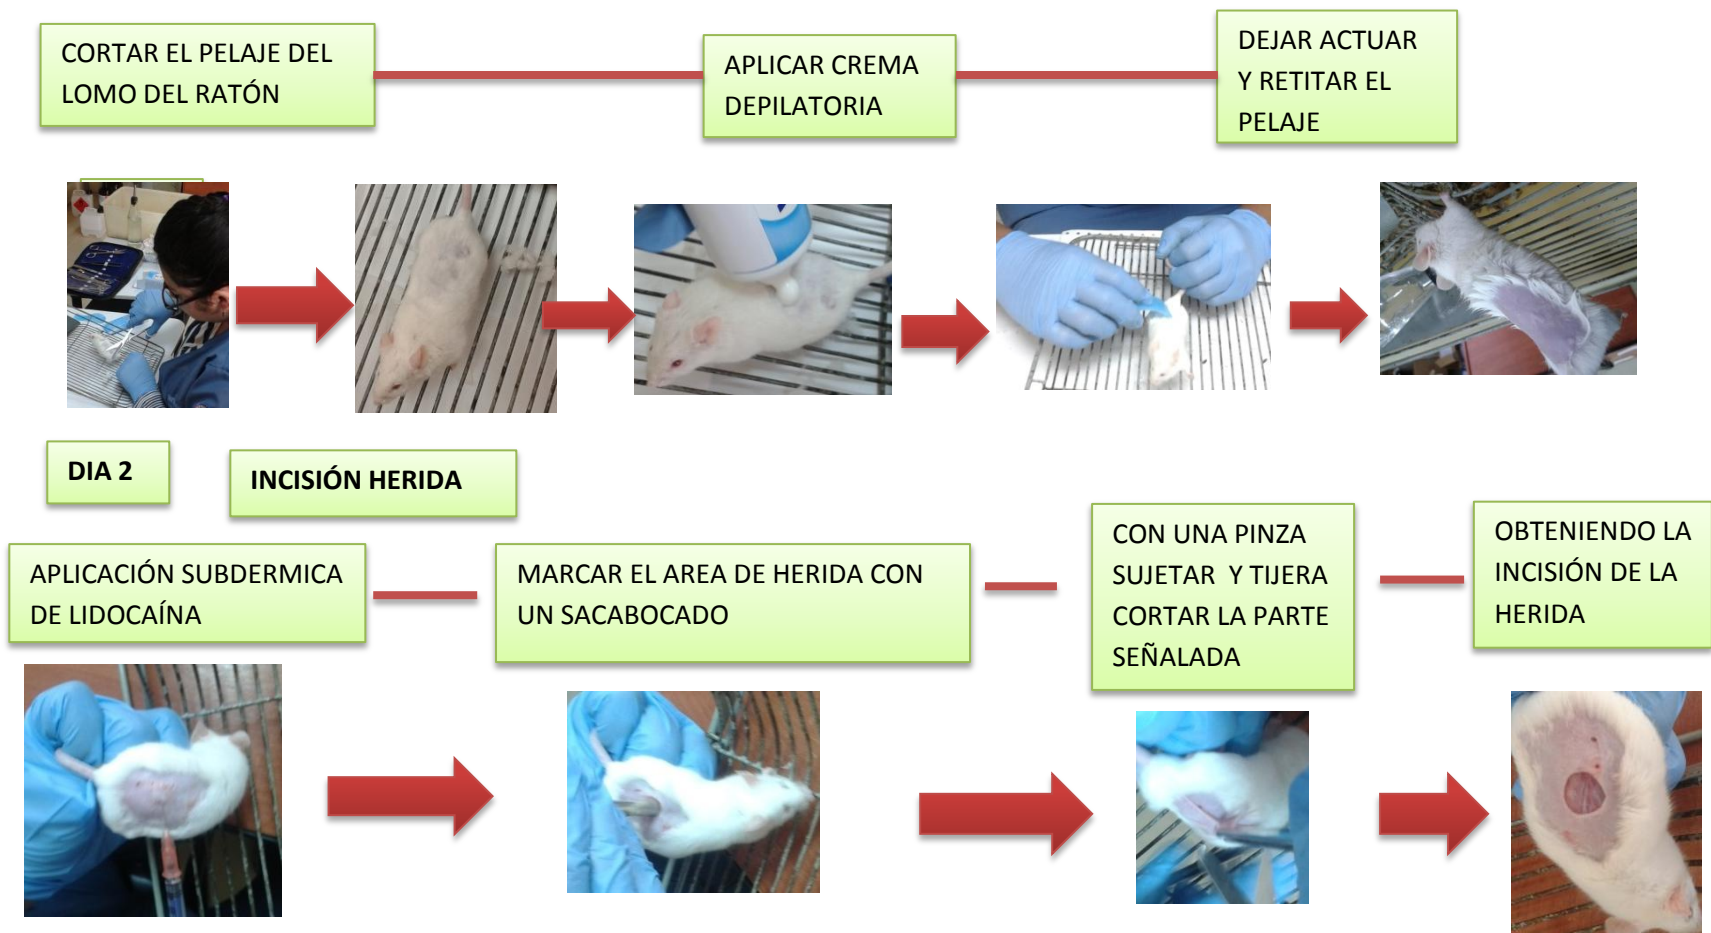 CORTAR EL PELAJE DEL
LOMO DEL RATÓN
APLICAR CREMA
DEPILATORIA
DEJAR ACTUAR
Y RETITAR EL
PELAJE
DIA 2
INCISIÓN HERIDA
APLICACIÓN SUBDERMICA
DE LIDOCAÍNA
MARCAR EL AREA DE HERIDA CON
UN SACABOCADO
CON UNA PINZA
SUJETAR Y TIJERA
CORTAR LA PARTE
SEÑALADA
OBTENIENDO LA
INCISIÓN DE LA
HERIDA